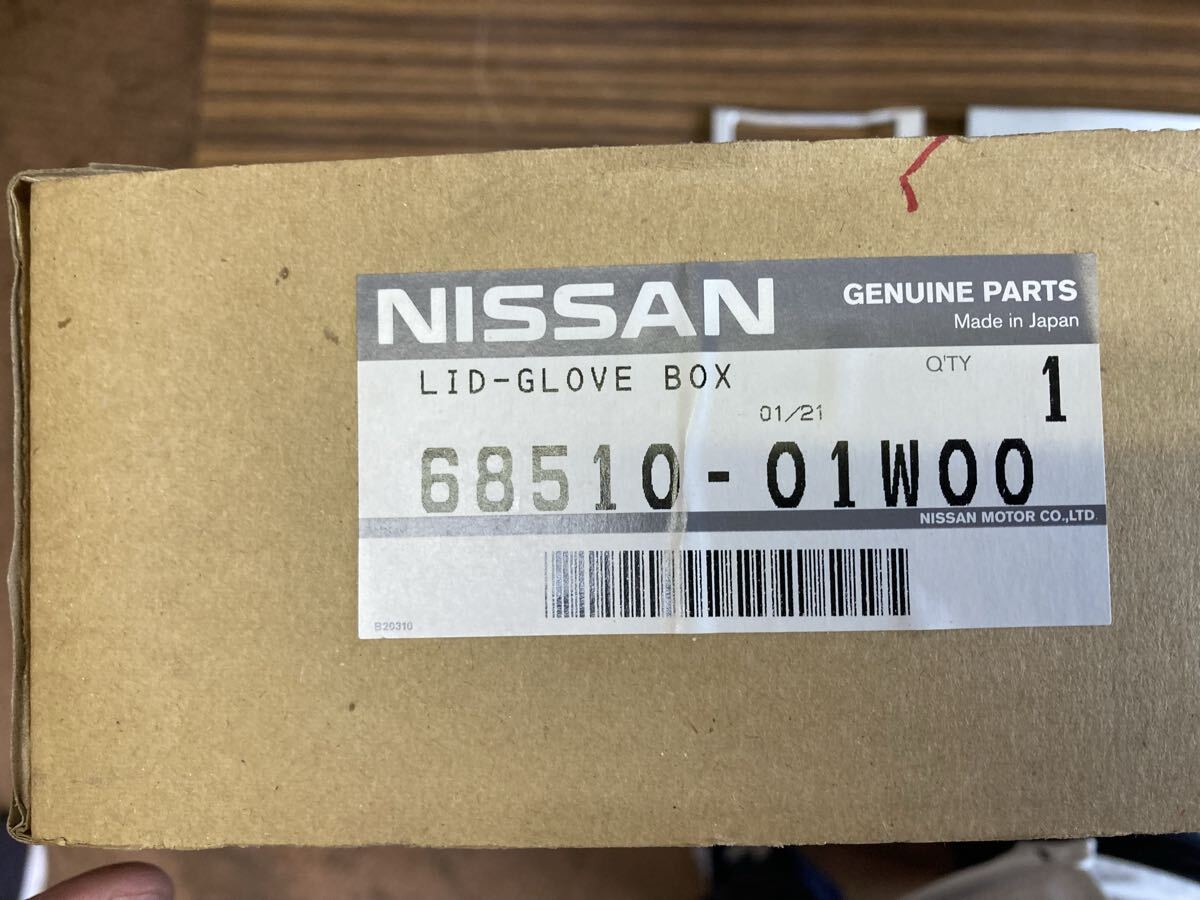 NISSAN
GENUINE PARTS
Made in Japan
LID-GLOVE BOX
Q'TY
1
01/21
68510-01W00
NISSAN MOTOR CO.,LTD.
B20310